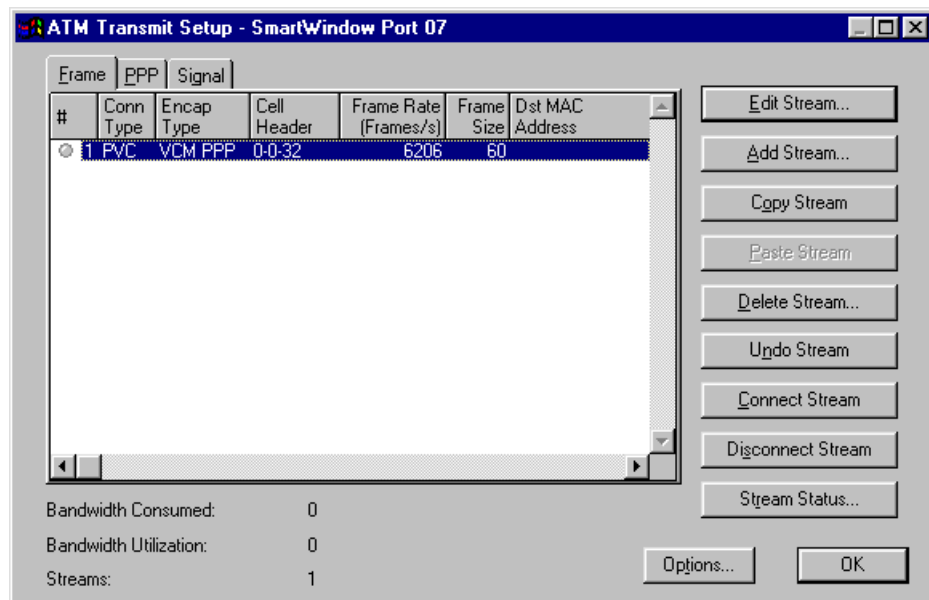 ATM Transmit Setup - SmartWindow Port 07
Frame PPP Signal
# Conn Type Encap Type Cell Header Frame Rate (Frames/s) Frame Size Dst MAC Address
1 PVC VCM PPP 0-0-32 6206 60
Edit Stream...
Add Stream...
Copy Stream
Paste Stream
Delete Stream...
Undo Stream
Connect Stream
Disconnect Stream
Stream Status...
Bandwidth Consumed: 0
Bandwidth Utilization: 0
Streams: 1
Options... OK